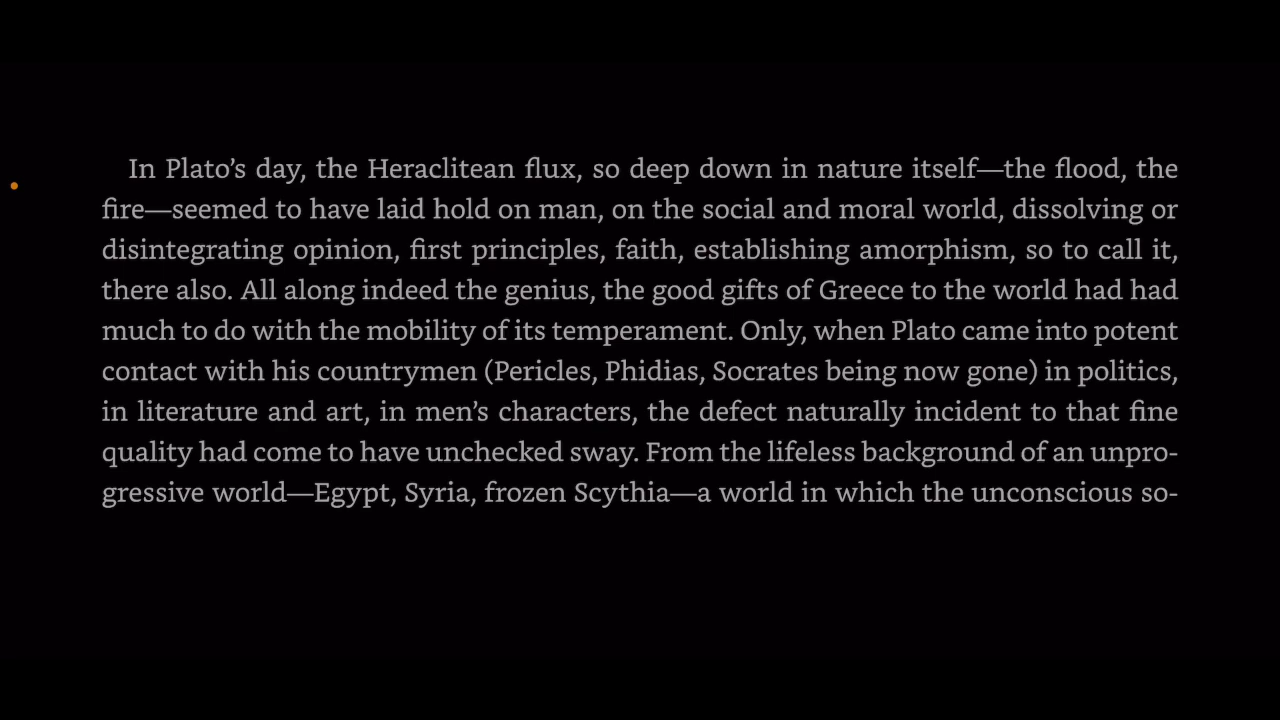 In Plato’s day, the Heraclitean flux, so deep down in nature itself—the flood, the
fire—seemed to have laid hold on man, on the social and moral world, dissolving or
disintegrating opinion, first principles, faith, establishing amorphism, so to call it,
there also. All along indeed the genius, the good gifts of Greece to the world had had
much to do with the mobility of its temperament. Only, when Plato came into potent
contact with his countrymen (Pericles, Phidias, Socrates being now gone) in politics,
in literature and art, in men’s characters, the defect naturally incident to that fine
quality had come to have unchecked sway. From the lifeless background of an unpro-
gressive world—Egypt, Syria, frozen Scythia—a world in which the unconscious so-